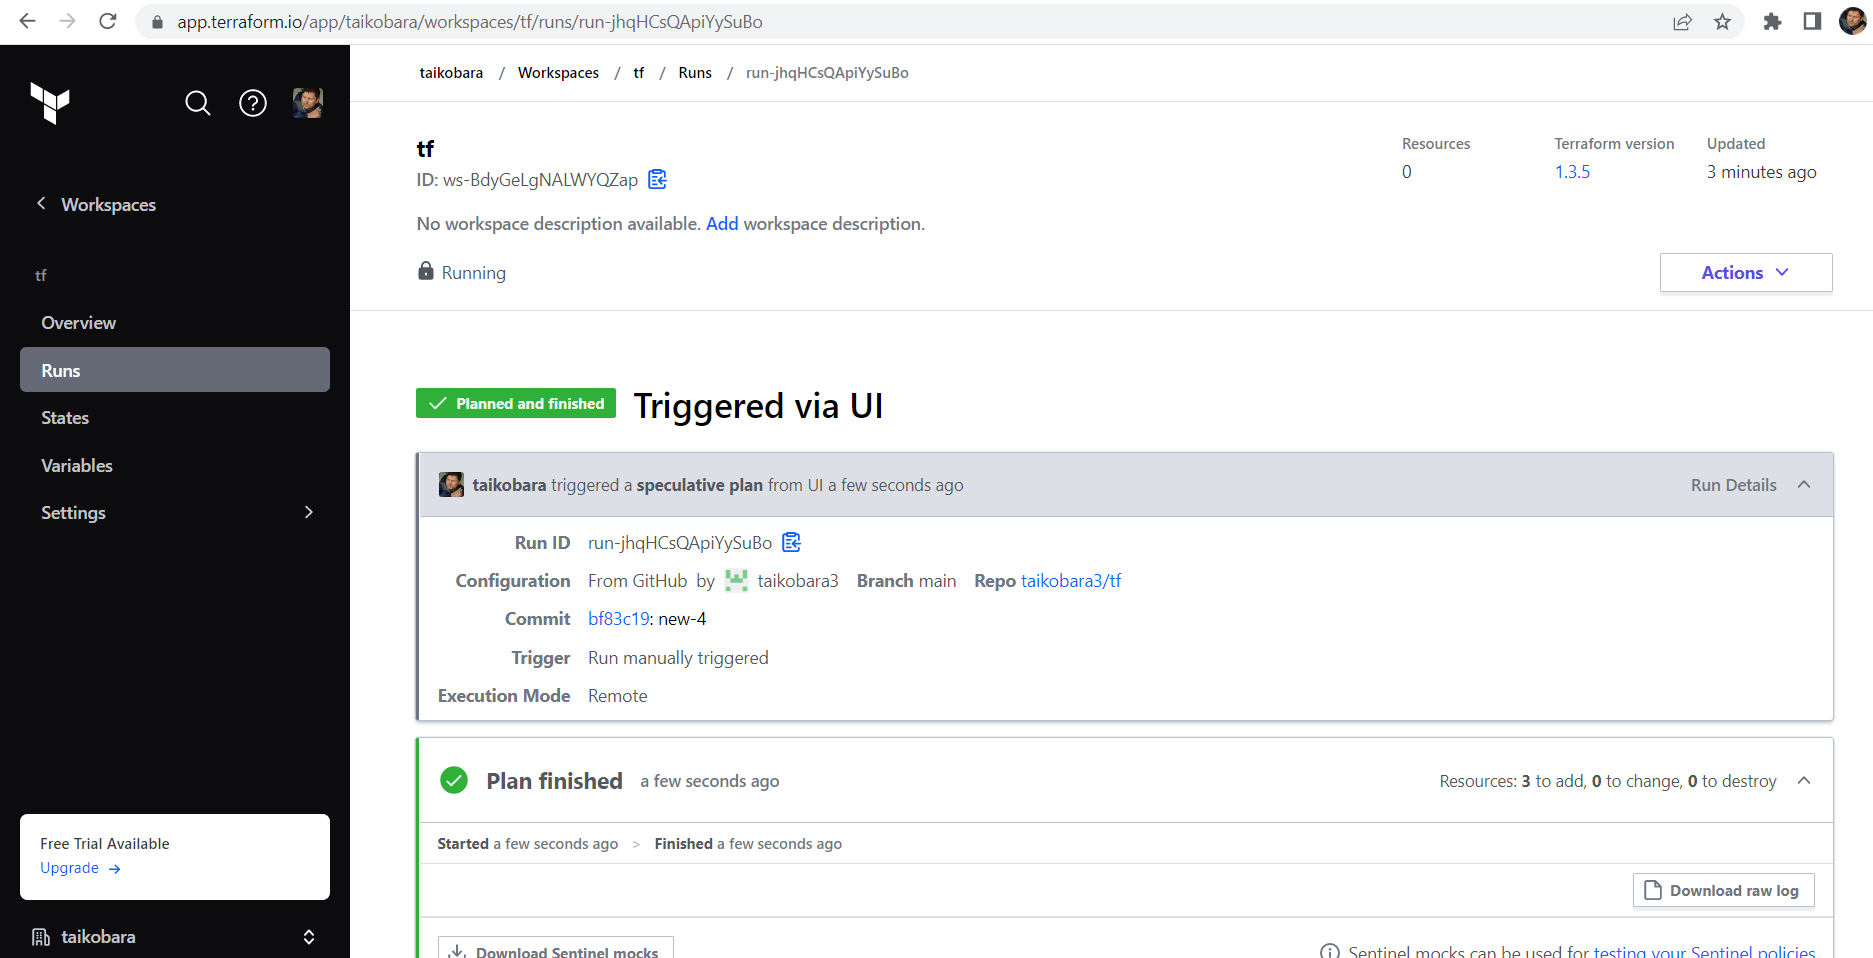 app.terraform.io/app/taikobara/workspaces/tf/runs/run-jhqHCsQApiYySuBo
taikobara / Workspaces / tf / Runs / run-jhqHCsQApiYySuBo
Workspaces
tf
Overview
Runs
States
Variables
Settings
Free Trial Available
Upgrade →
taikobara
tf
ID: ws-BdyGeLgNALWYQZap
No workspace description available. Add workspace description.
Running
Resources
0
Terraform version
1.3.5
Updated
3 minutes ago
Actions
Planned and finished
Triggered via UI
taikobara triggered a speculative plan from UI a few seconds ago
Run Details
Run ID run-jhqHCsQApiYySuBo
Configuration From GitHub by taikobara3 Branch main Repo taikobara3/tf
Commit bf83c19: new-4
Trigger Run manually triggered
Execution Mode Remote
Plan finished a few seconds ago
Resources: 3 to add, 0 to change, 0 to destroy
Started a few seconds ago > Finished a few seconds ago
Download raw log
Download Sentinel mocks
Sentinel mocks can be used for testing your Sentinel policies